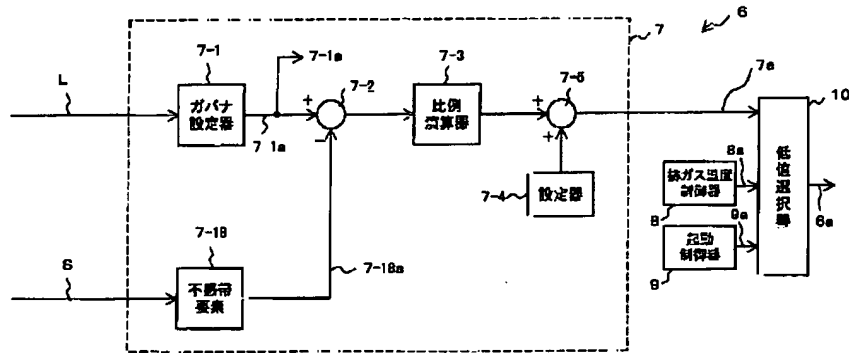 6
7
7-1
7-1a
7-3
7a
10
L
7-2
7-5
ガバナ
設定器
+
比例
演算器
+
7-1a
-
+
8a
低値選択器
7-4
設定器
排ガス温度
制御器
6a
8
9a
7-18
起動
制御器
S
7-18a
9
不感帯
要素